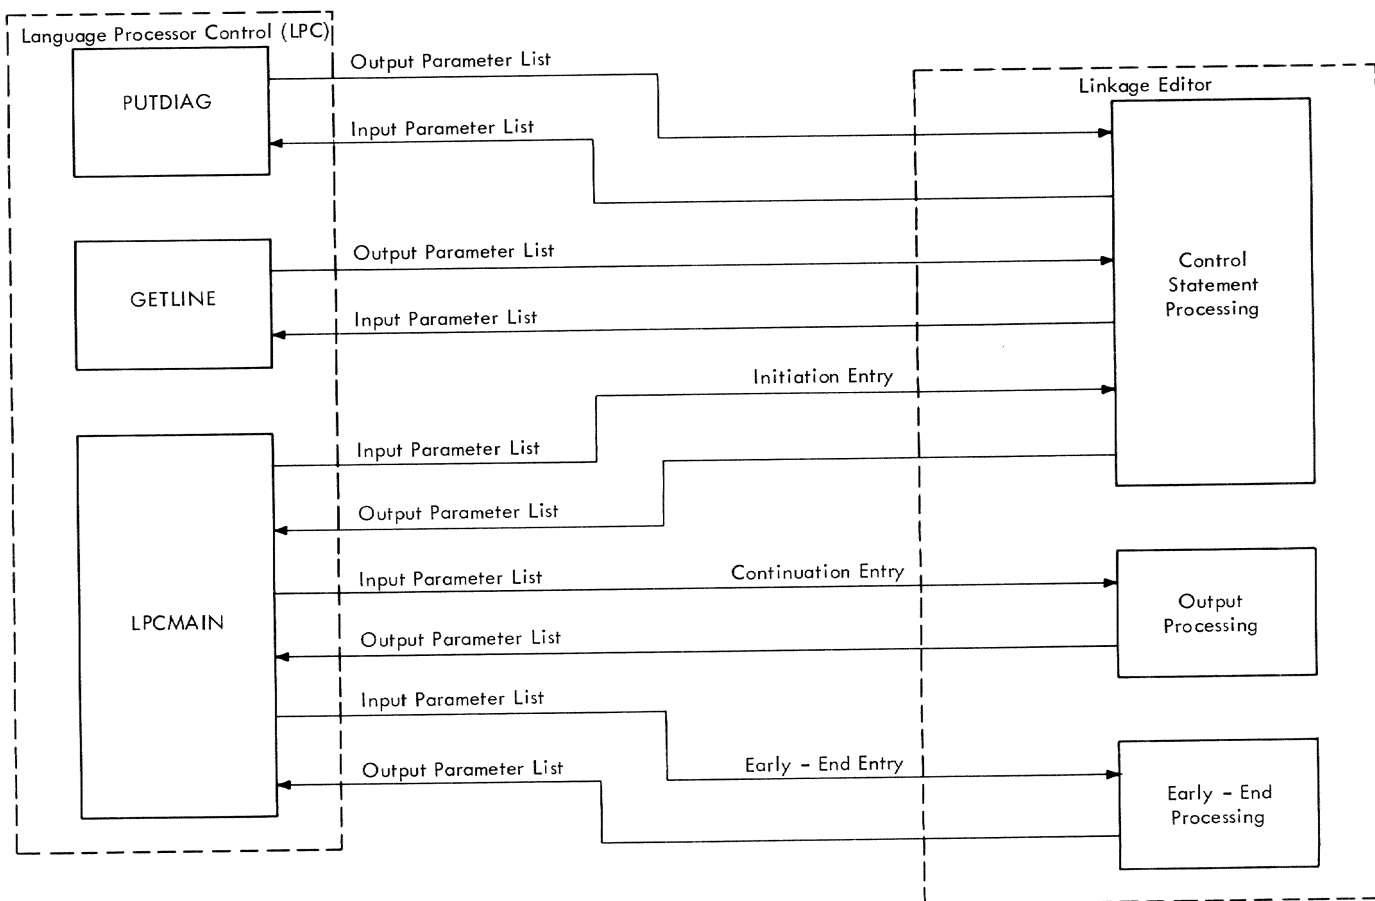 Language Processor Control (LPC)
PUTDIAG
Output Parameter List
Input Parameter List
Linkage Editor
GETLINE
Output Parameter List
Input Parameter List
Control
Statement
Processing
Initiation Entry
Input Parameter List
Output Parameter List
LPCMAIN
Input Parameter List
Continuation Entry
Output Parameter List
Output
Processing
Input Parameter List
Output Parameter List
Early - End Entry
Early - End
Processing